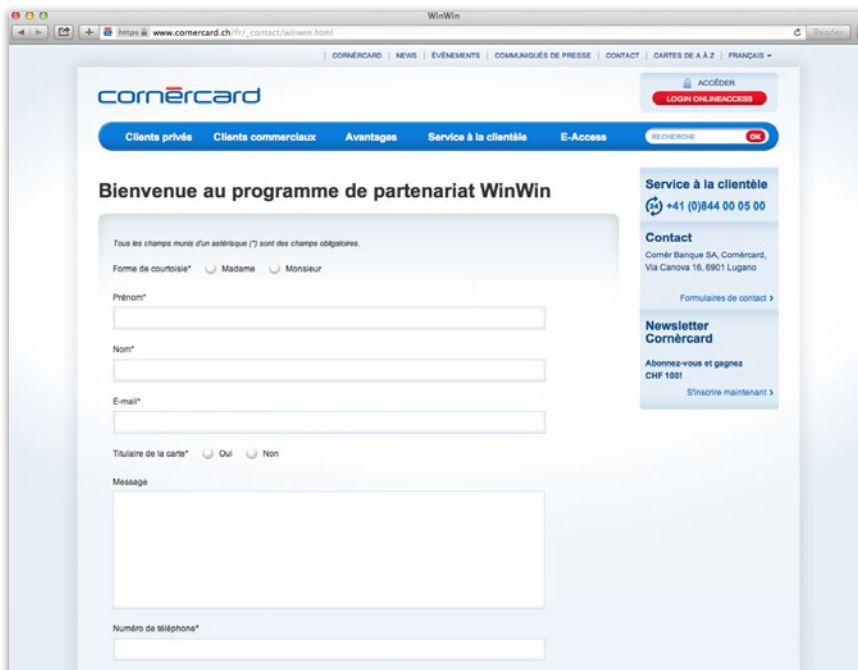 WinWin
https www.cornercard.ch/fr/_contact/winwin.html
Reader
CORNÈRCARD | NEWS | ÉVÉNEMENTS | COMMUNIQUÉS DE PRESSE | CONTACT | CARTES DE A À Z | FRANÇAIS
cornèrcard
ACCÉDER
LOGIN ONLINEACCESS
Clients privés Clients commerciaux Avantages Service à la clientèle E-Access
RECHERCHE OK
Bienvenue au programme de partenariat WinWin
Tous les champs munis d'un astérisque (*) sont des champs obligatoires.
Forme de courtoisie* Madame Monsieur
Prénom*
Nom*
E-mail*
Titulaire de la carte* Oui Non
Message
Numéro de téléphone*
Service à la clientèle
24 +41 (0)844 00 05 00
Contact
Cornèr Banque SA, Cornèrcard,
Via Canova 16, 6901 Lugano
Formulaires de contact ›
Newsletter
Cornèrcard
Abonnez-vous et gagnez
CHF 100!
S'inscrire maintenant ›